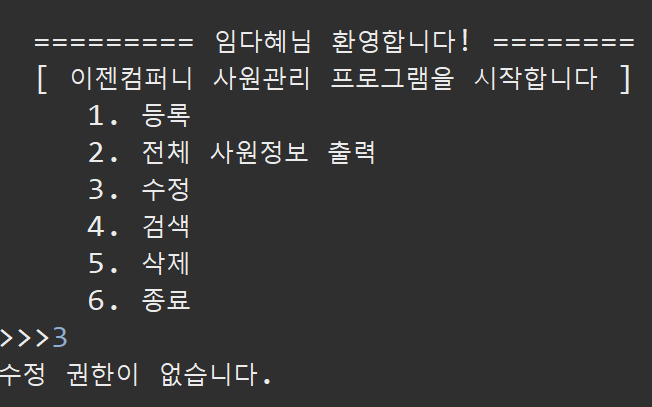 ========= 임다혜님 환영합니다! ========
[ 이젠컴퍼니 사원관리 프로그램을 시작합니다 ]
1. 등록
2. 전체 사원정보 출력
3. 수정
4. 검색
5. 삭제
6. 종료
>>>3
수정 권한이 없습니다.